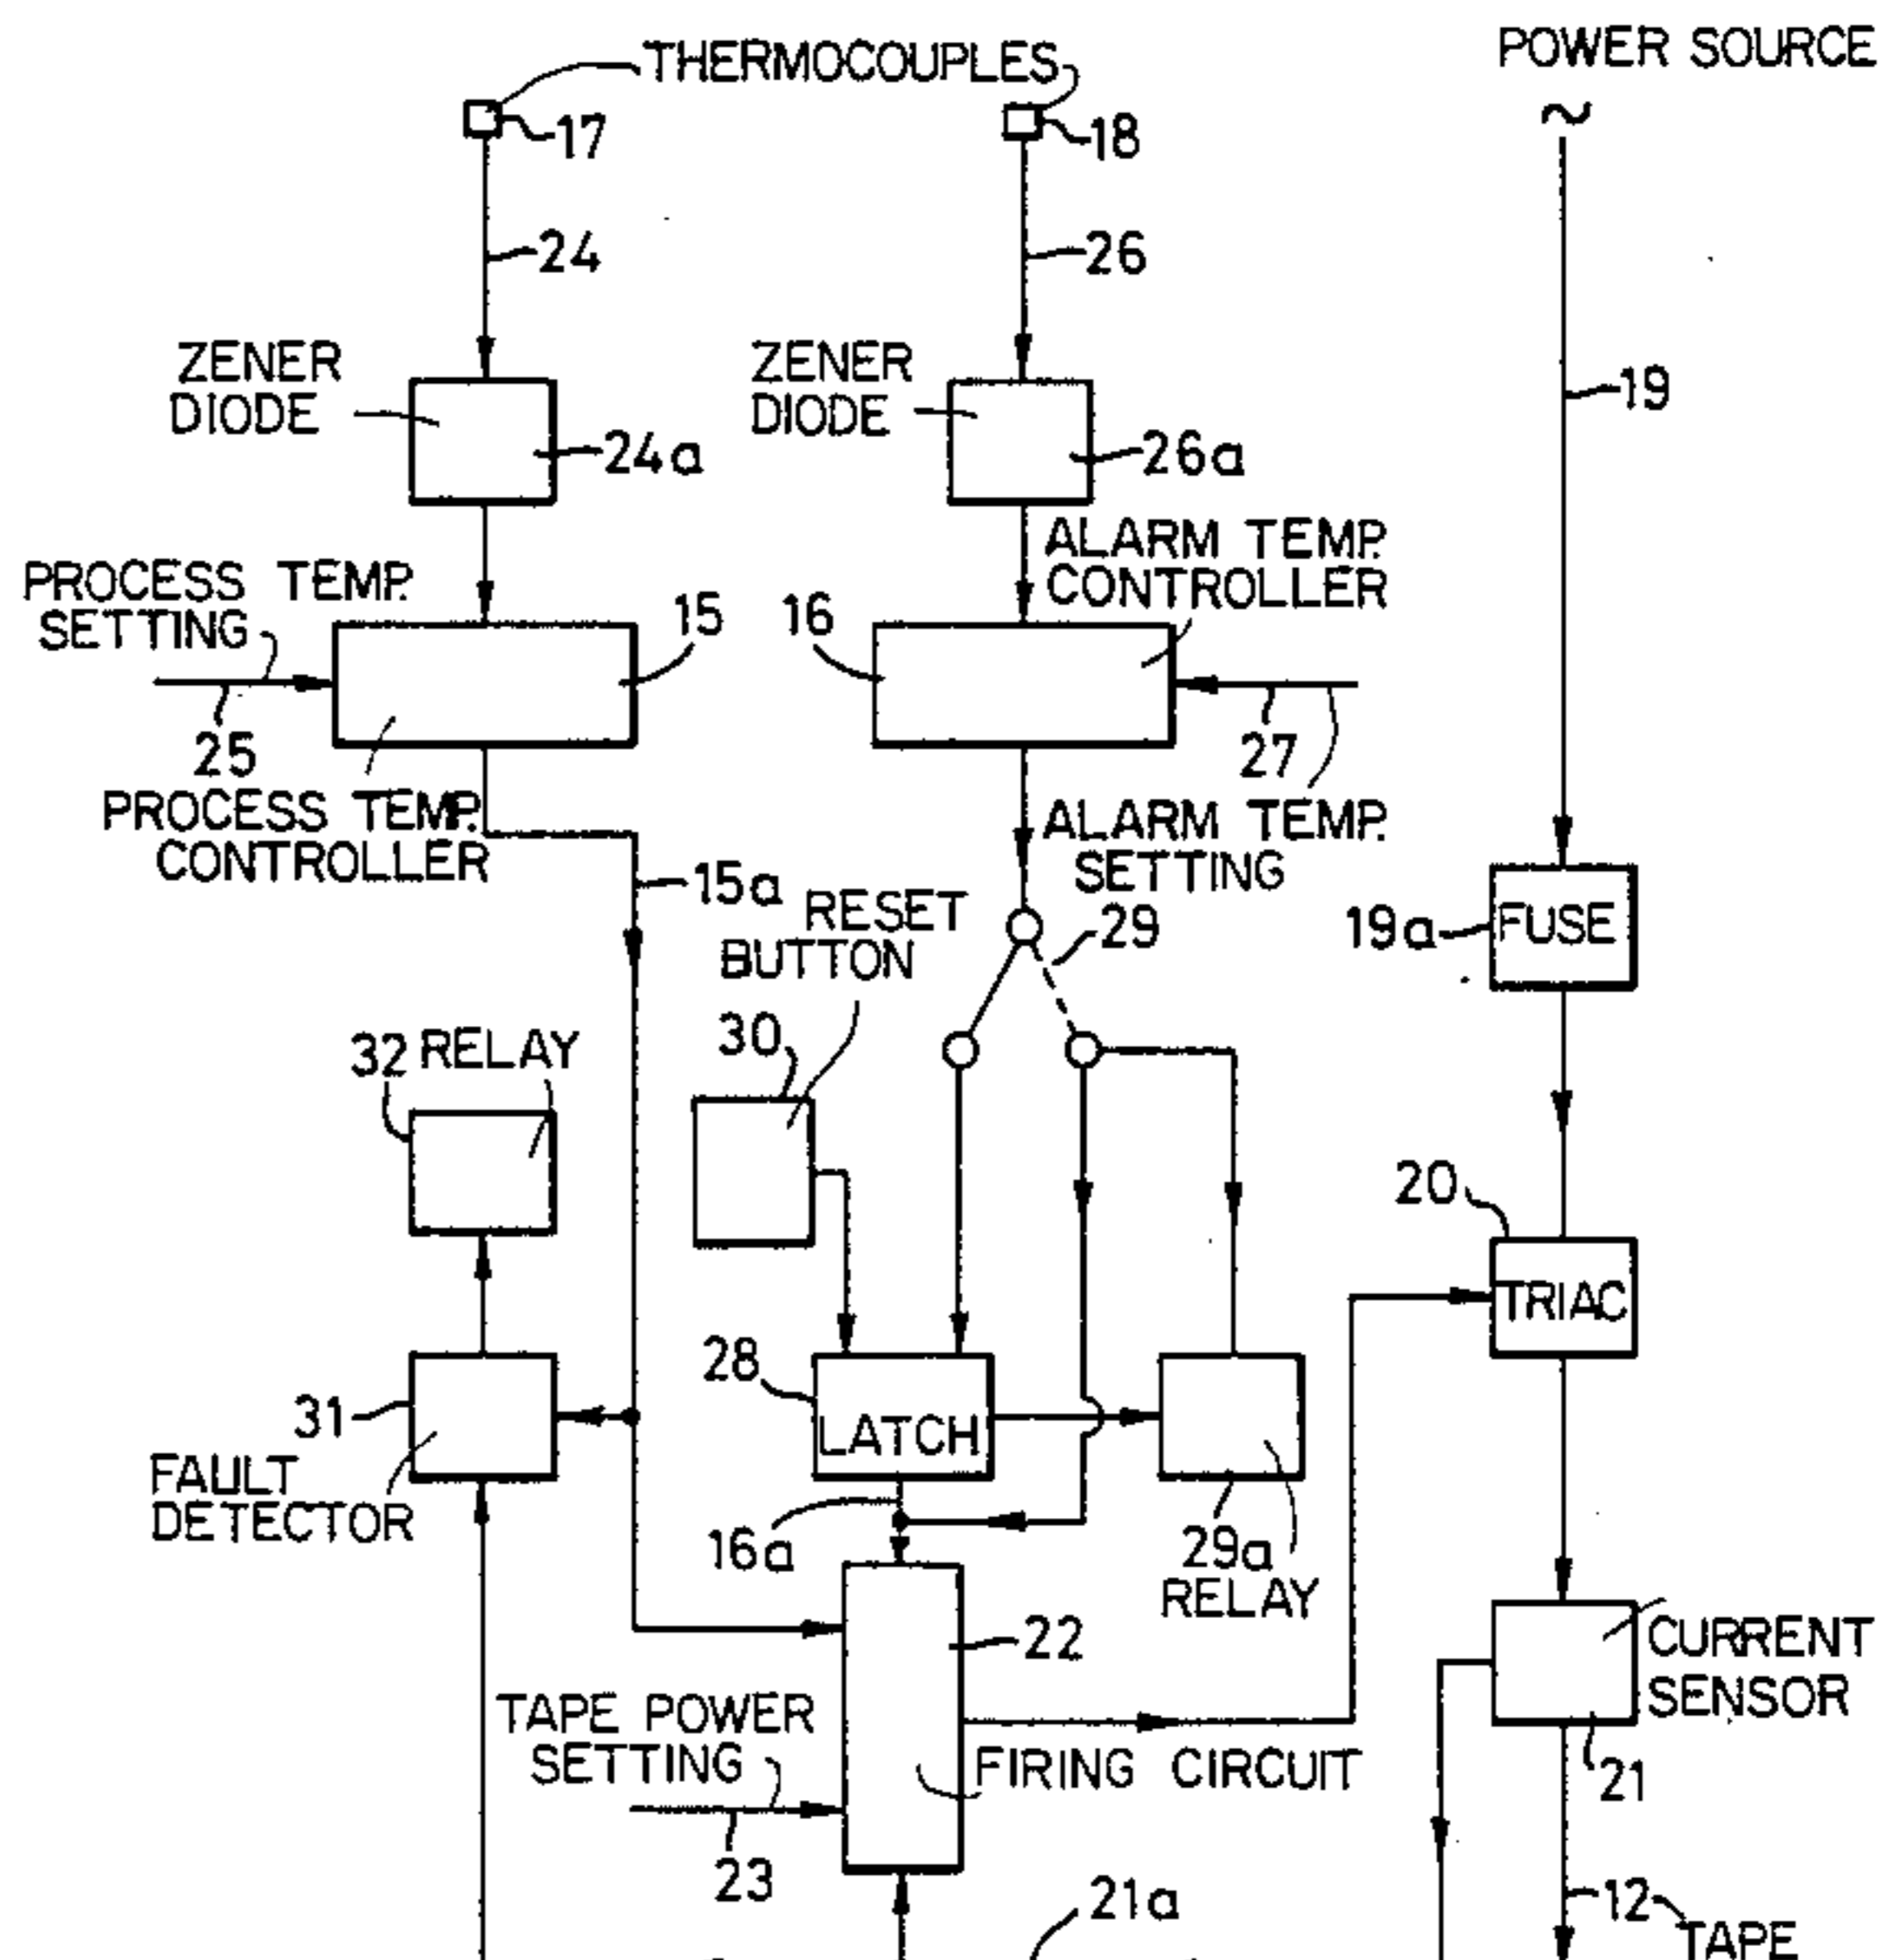 THERMOCOUPLES
POWER SOURCE
~
17
18
24
26
ZENER
DIODE
ZENER
DIODE
19
24a
26a
ALARM TEMP.
CONTROLLER
PROCESS TEMP.
SETTING
15
16
25
27
PROCESS TEMP.
CONTROLLER
ALARM TEMP.
SETTING
15a
RESET
BUTTON
29
19a
FUSE
30
32
RELAY
20
TRIAC
28
LATCH
31
FAULT
DETECTOR
16a
29a
RELAY
22
CURRENT
SENSOR
TAPE POWER
SETTING
FIRING CIRCUIT
21
23
21a
12
TAPE